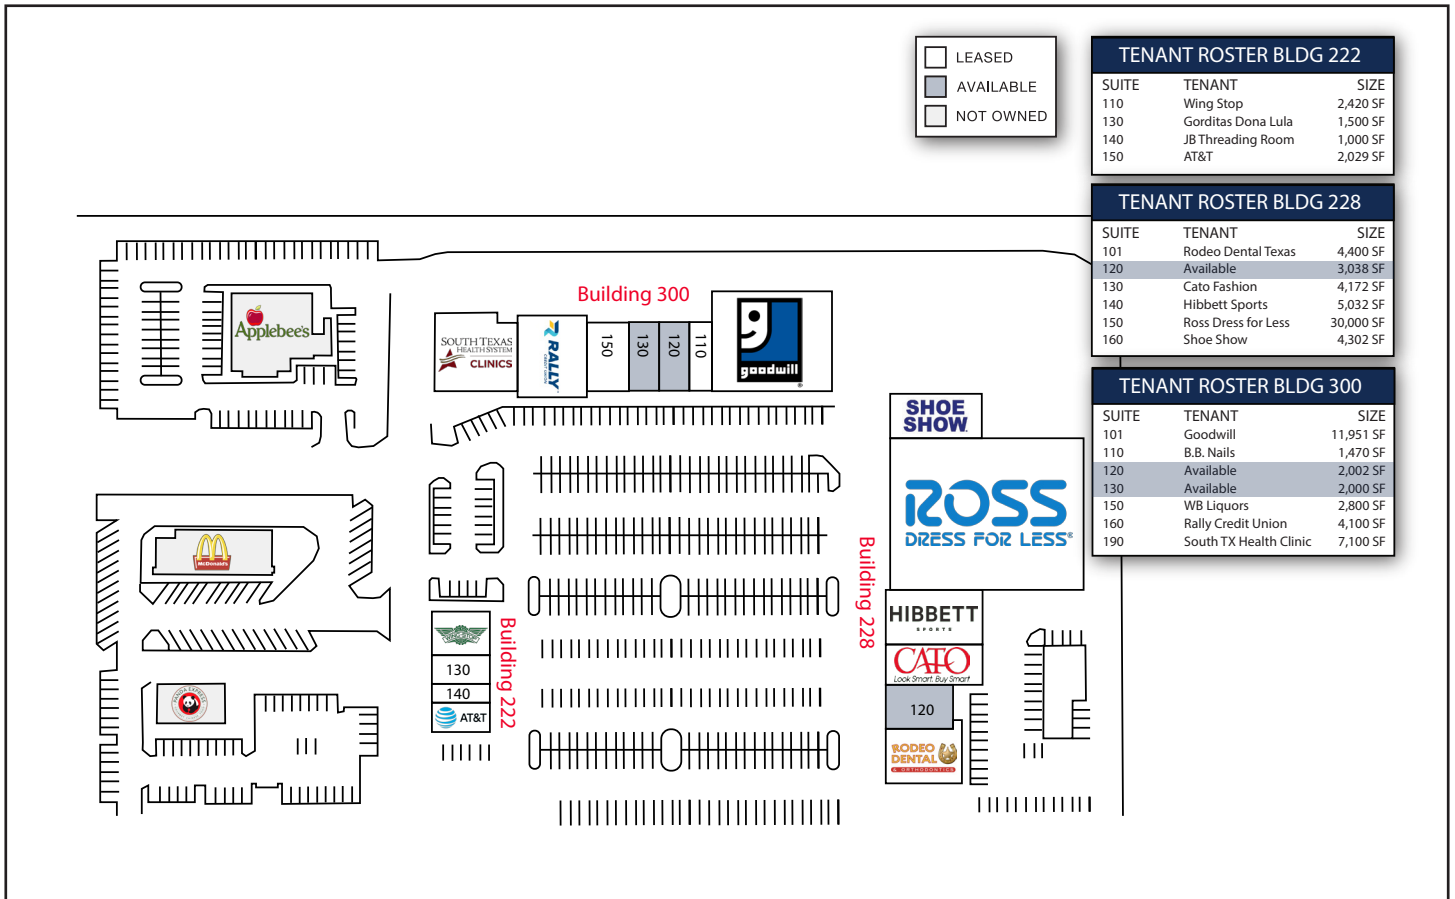 LEASED
AVAILABLE
NOT OWNED
TENANT ROSTER BLDG 222
SUITE TENANT SIZE
110 Wing Stop 2,420 SF
130 Gorditas Dona Lula 1,500 SF
140 JB Threading Room 1,000 SF
150 AT&T 2,029 SF
TENANT ROSTER BLDG 228
SUITE TENANT SIZE
101 Rodeo Dental Texas 4,400 SF
120 Available 3,038 SF
130 Cato Fashion 4,172 SF
140 Hibbett Sports 5,032 SF
150 Ross Dress for Less 30,000 SF
160 Shoe Show 4,302 SF
TENANT ROSTER BLDG 300
SUITE TENANT SIZE
101 Goodwill 11,951 SF
110 B.B. Nails 1,470 SF
120 Available 2,002 SF
130 Available 2,000 SF
150 WB Liquors 2,800 SF
160 Rally Credit Union 4,100 SF
190 South TX Health Clinic 7,100 SF
Building 300
Applebee's
SOUTH TEXAS
HEALTH SYSTEM
CLINICS
RALLY
CREDIT UNION
150
130
120
110
goodwill
SHOE
SHOW
ROSS
DRESS FOR LESS®
Building 228
McDonald's
HIBBETT
SPORTS
WING STOP
Building 222
130
140
AT&T
CATO
Look Smart. Buy Smart
120
PANDA EXPRESS
RODEO
DENTAL
& ORTHODONTICS